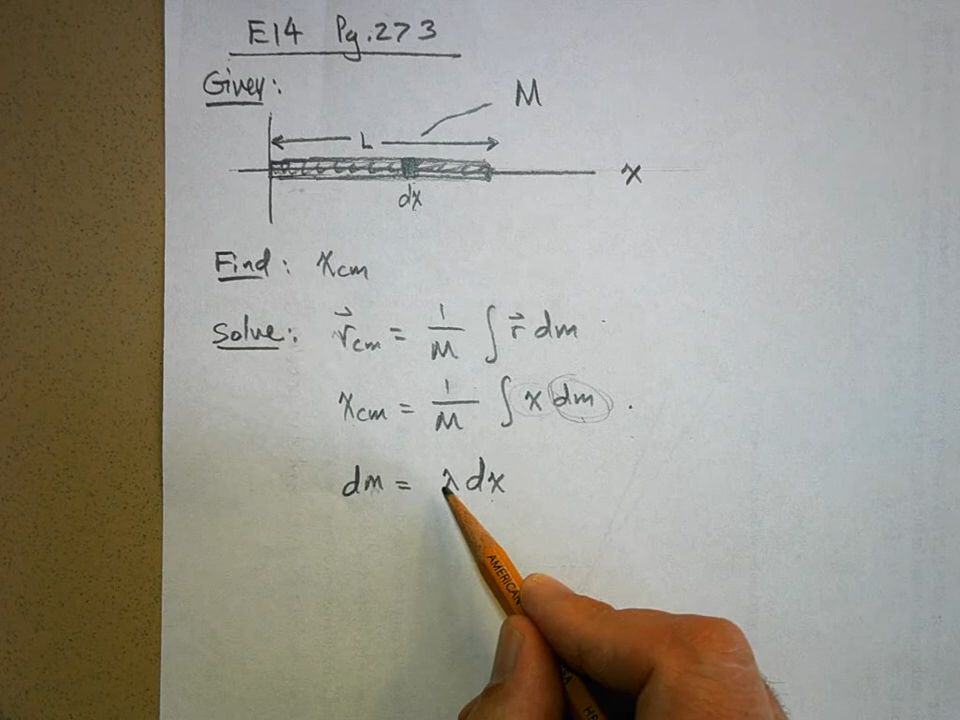 E14 Pg.273
Given:
M
L
x
dx
Find: xcm
Solve: r⃗cm = 1/M ∫ r⃗ dm
xcm = 1/M ∫ x dm.
dm = λ dx
AMERICAN